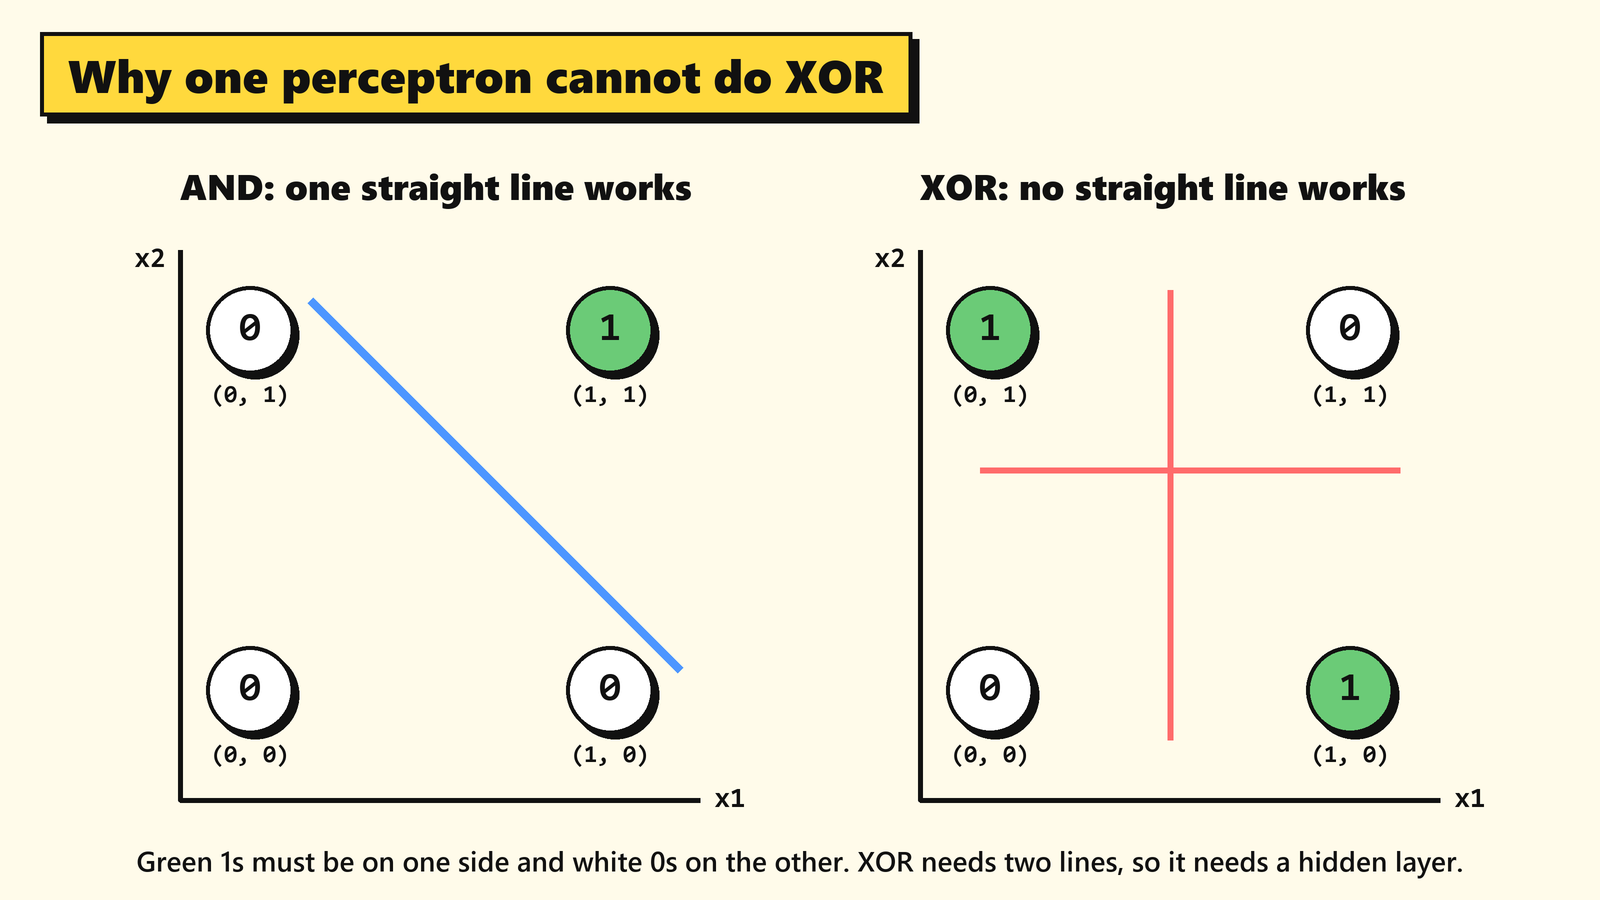 Why one perceptron cannot do XOR
AND: one straight line works
x2
0
1
(0, 1)
(1, 1)
0
0
(0, 0)
(1, 0)
x1
XOR: no straight line works
x2
1
0
(0, 1)
(1, 1)
0
1
(0, 0)
(1, 0)
x1
Green 1s must be on one side and white 0s on the other. XOR needs two lines, so it needs a hidden layer.